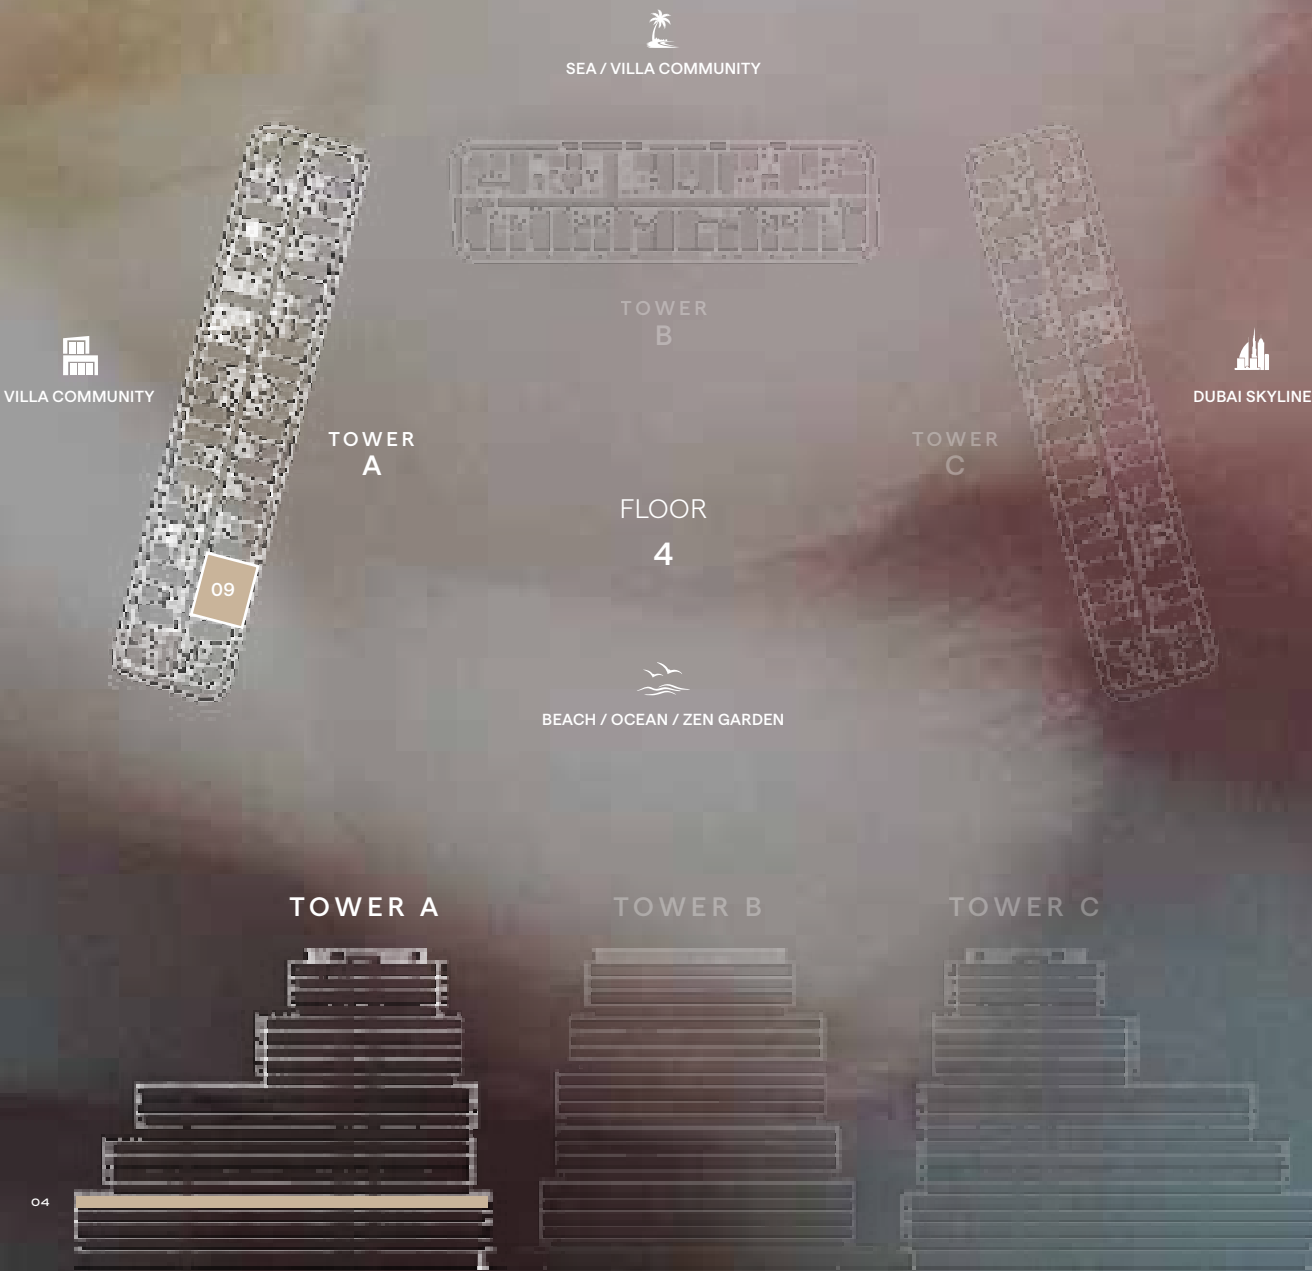 SEA / VILLA COMMUNITY
TOWER
B
VILLA COMMUNITY
DUBAI SKYLINE
TOWER
A
TOWER
C
FLOOR
4
09
BEACH / OCEAN / ZEN GARDEN
TOWER A
TOWER B
TOWER C
04